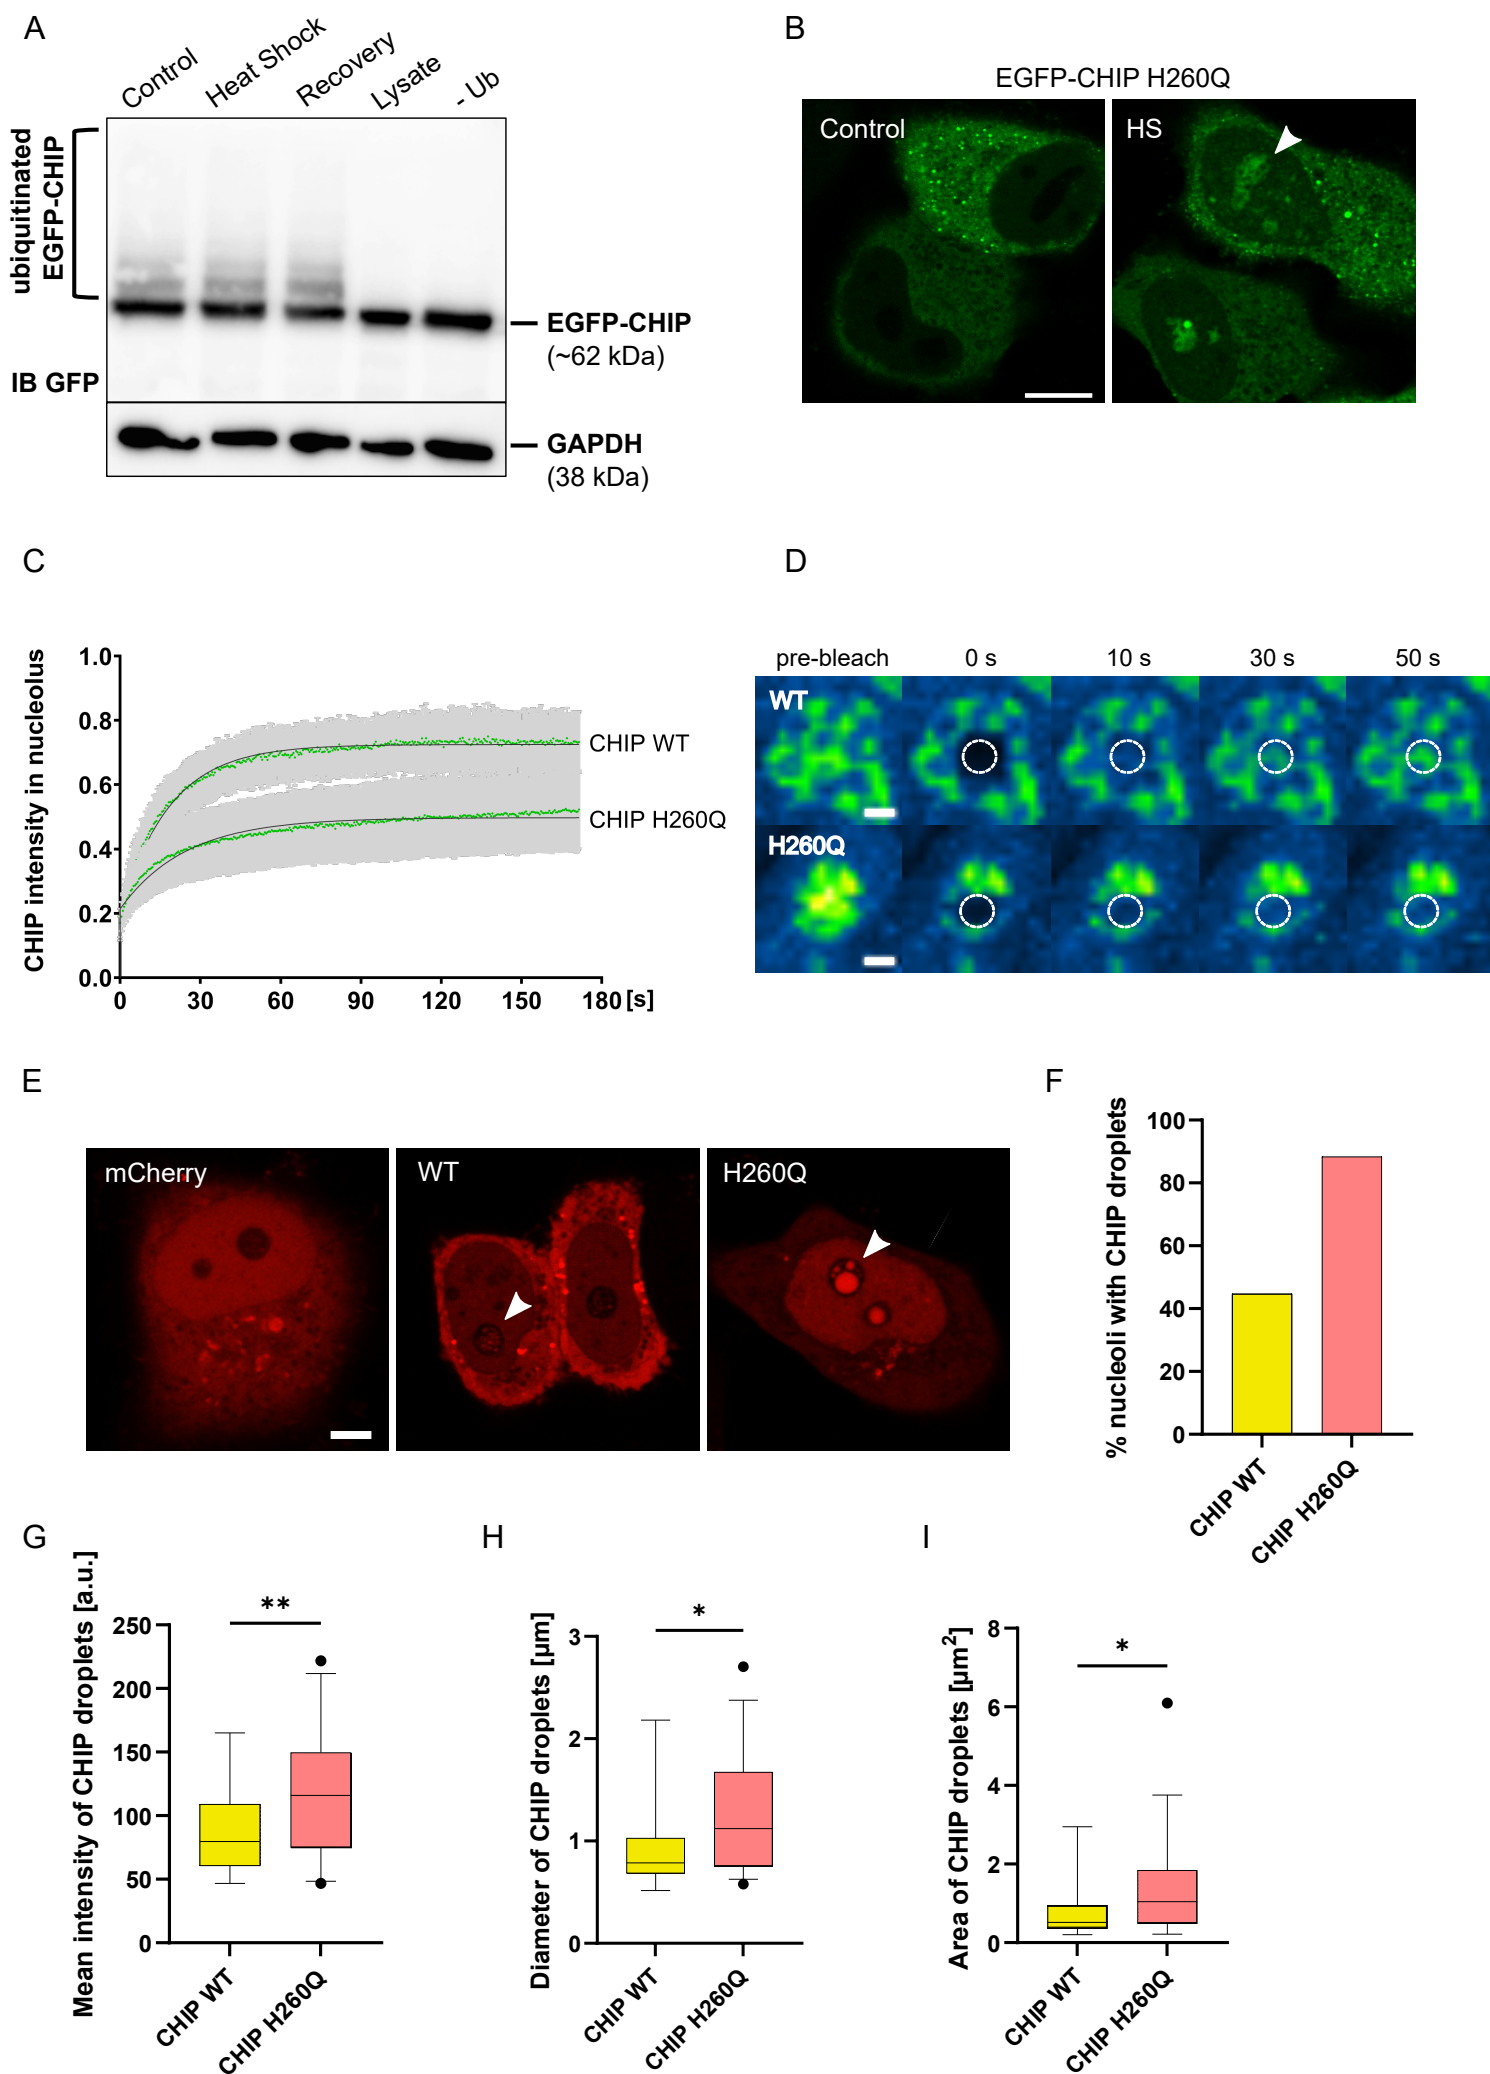 A
Control
Heat Shock
Recovery
Lysate
- Ub
ubiquitinated
EGFP-CHIP
EGFP-CHIP
(~62 kDa)
IB GFP
GAPDH
(38 kDa)
B
EGFP-CHIP H260Q
Control
HS
C
CHIP intensity in nucleolus
1.0
0.8
0.6
0.4
0.2
0.0
0 30 60 90 120 150 180 [s]
CHIP WT
CHIP H260Q
D
pre-bleach 0 s 10 s 30 s 50 s
WT
H260Q
E
mCherry
WT
H260Q
F
% nucleoli with CHIP droplets
100
80
60
40
20
0
CHIP WT
CHIP H260Q
G
Mean intensity of CHIP droplets [a.u.]
250
200
150
100
50
0
**
CHIP WT
CHIP H260Q
H
Diameter of CHIP droplets [µm]
3
2
1
0
*
CHIP WT
CHIP H260Q
I
Area of CHIP droplets [µm²]
8
6
4
2
0
*
CHIP WT
CHIP H260Q